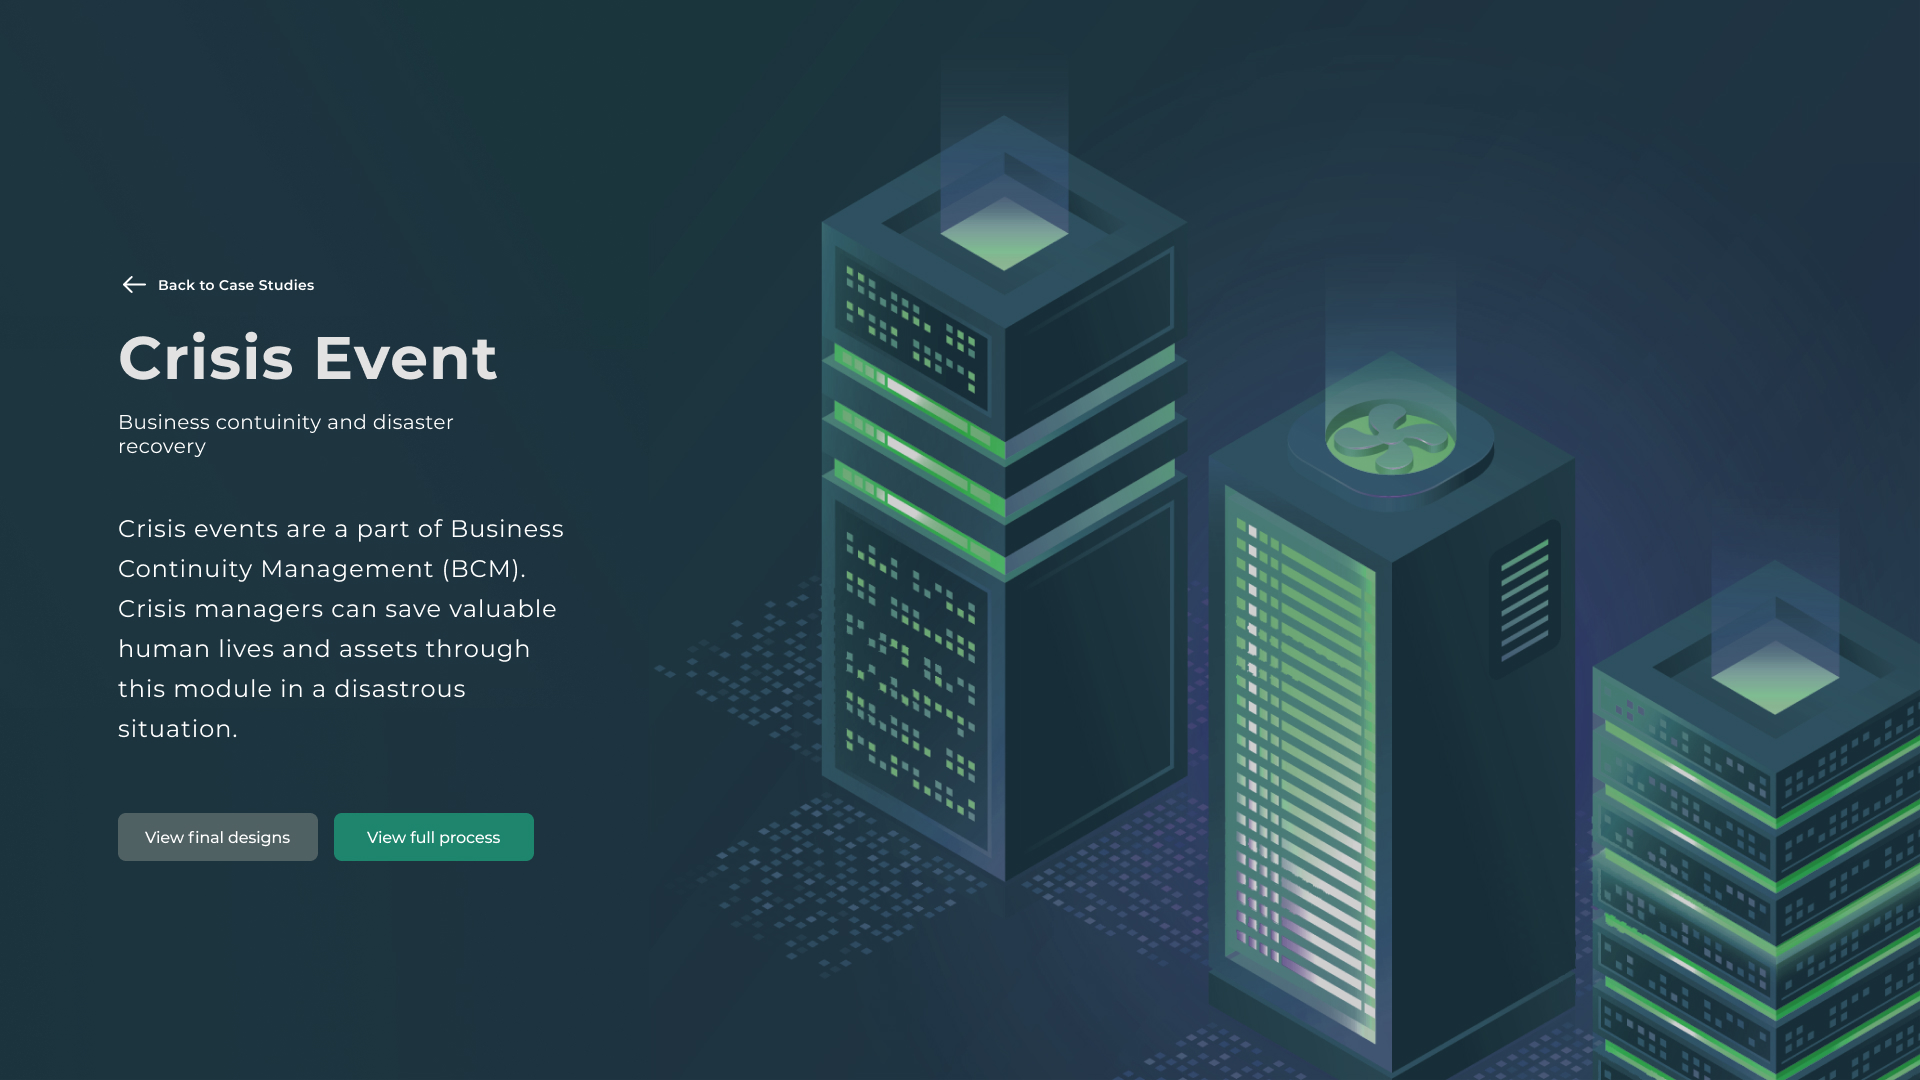 Back to Case Studies
Crisis Event
Business contuinity and disaster
recovery
Crisis events are a part of Business
Continuity Management (BCM).
Crisis managers can save valuable
human lives and assets through
this module in a disastrous
situation.
View final designs
View full process